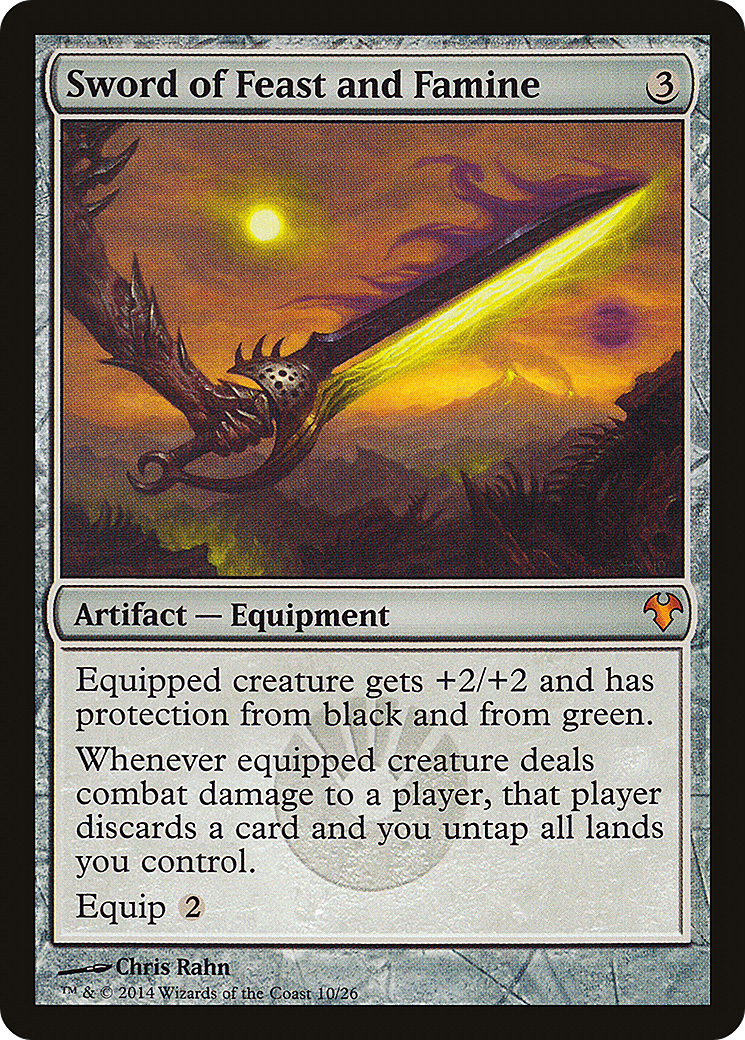 Sword of Feast and Famine 3
Artifact — Equipment
Equipped creature gets +2/+2 and has
protection from black and from green.
Whenever equipped creature deals
combat damage to a player, that player
discards a card and you untap all lands
you control.
Equip 2
Chris Rahn
™ & © 2014 Wizards of the Coast 10/26